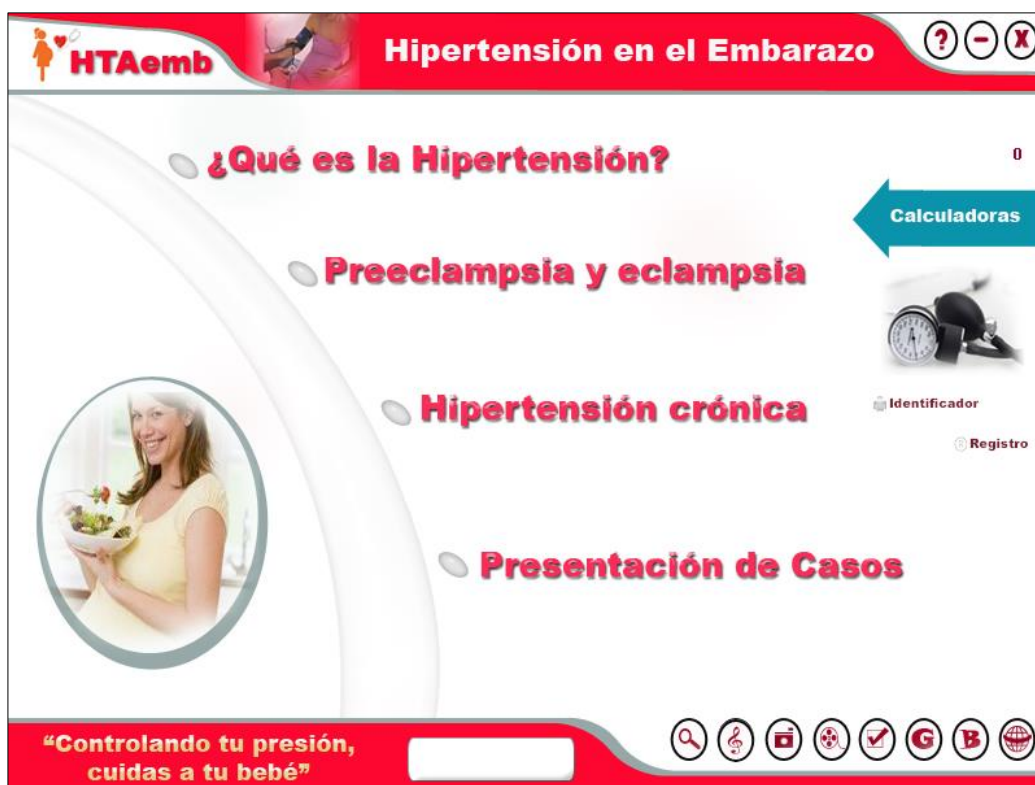 HTAemb
Hipertensión en el Embarazo
? - X
¿Qué es la Hipertensión?
0
Calculadoras
Preeclampsia y eclampsia
Hipertensión crónica
Identificador
Registro
Presentación de Casos
“Controlando tu presión,
cuidas a tu bebé”
G B